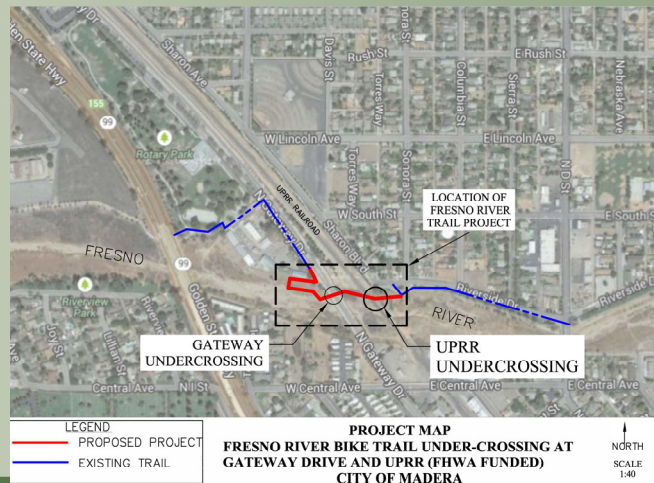 Golden State Hwy
Sharon Ave
Davis St
Torres Way
Sonora St
Rush St
E Rush St
Columbia St
Sierra St
Nebraska Ave
155
99
Rotary Park
W Lincoln Ave
E Lincoln Ave
Torres Way
Sonora St
N D St
LOCATION OF
FRESNO RIVER
TRAIL PROJECT
UPRR RAILROAD
W South St
E South St
Sharon Blvd
FRESNO
99
Riverview
Park
Riverside Dr
Riverside D
RIVER
GATEWAY
UNDERCROSSING
UPRR
UNDERCROSSING
Joy St
Lillian St
N Gateway Dr
Central Ave
N I St
W Central Ave
E Central Ave
E Central
LEGEND
PROPOSED PROJECT
EXISTING TRAIL
PROJECT MAP
FRESNO RIVER BIKE TRAIL UNDER-CROSSING AT
GATEWAY DRIVE AND UPRR (FHWA FUNDED)
CITY OF MADERA
NORTH
SCALE
1:40